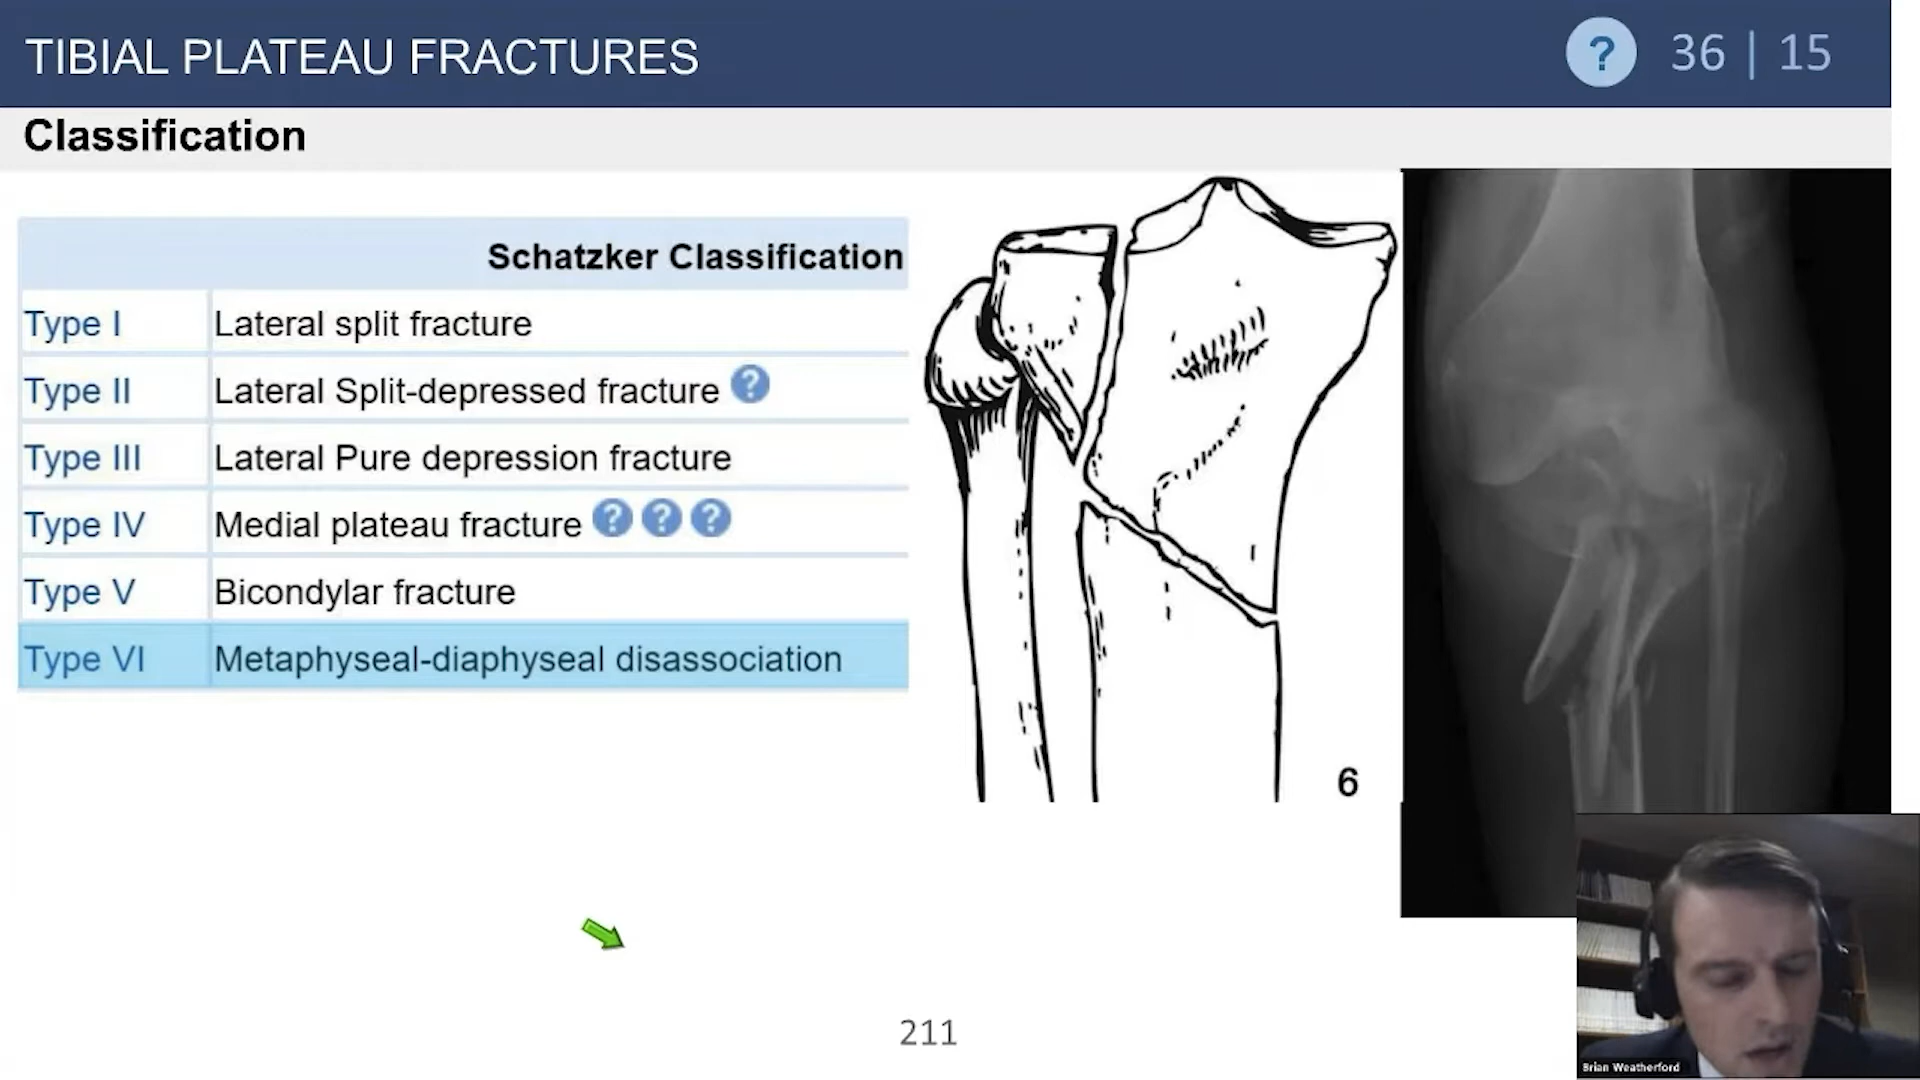 TIBIAL PLATEAU FRACTURES
? 36 | 15
Classification
Schatzker Classification
Type I Lateral split fracture
Type II Lateral Split-depressed fracture ?
Type III Lateral Pure depression fracture
Type IV Medial plateau fracture ? ? ?
Type V Bicondylar fracture
Type VI Metaphyseal-diaphyseal disassociation
6
211
Brian Weatherford